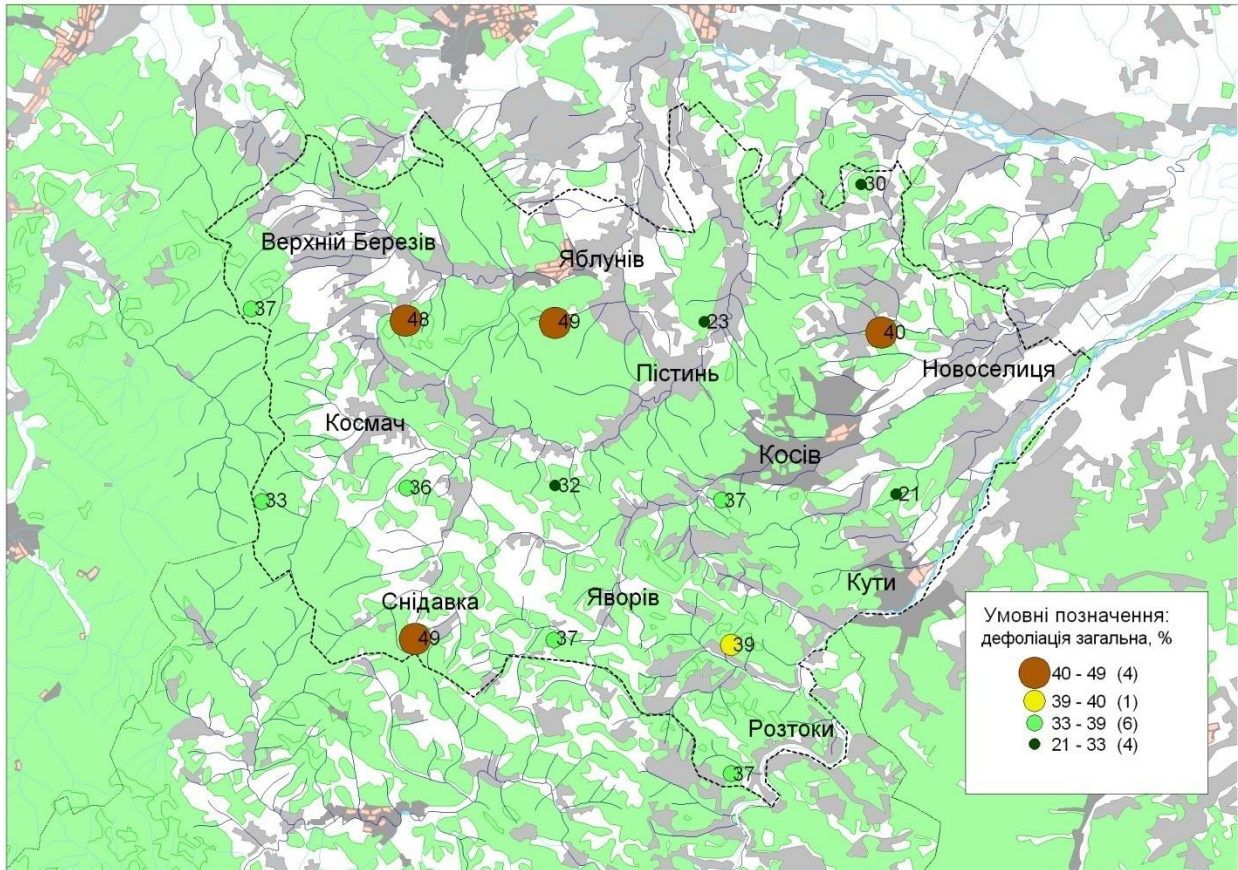 30
Верхній Березів
Яблунів
37
48
49
23
40
Пістинь
Новоселиця
Космач
Косів
33
36
32
37
21
Кути
Снідавка
Яворів
49
37
39
Розтоки
37
Умовні позначення:
дефоліація загальна, %
40 - 49 (4)
39 - 40 (1)
33 - 39 (6)
21 - 33 (4)